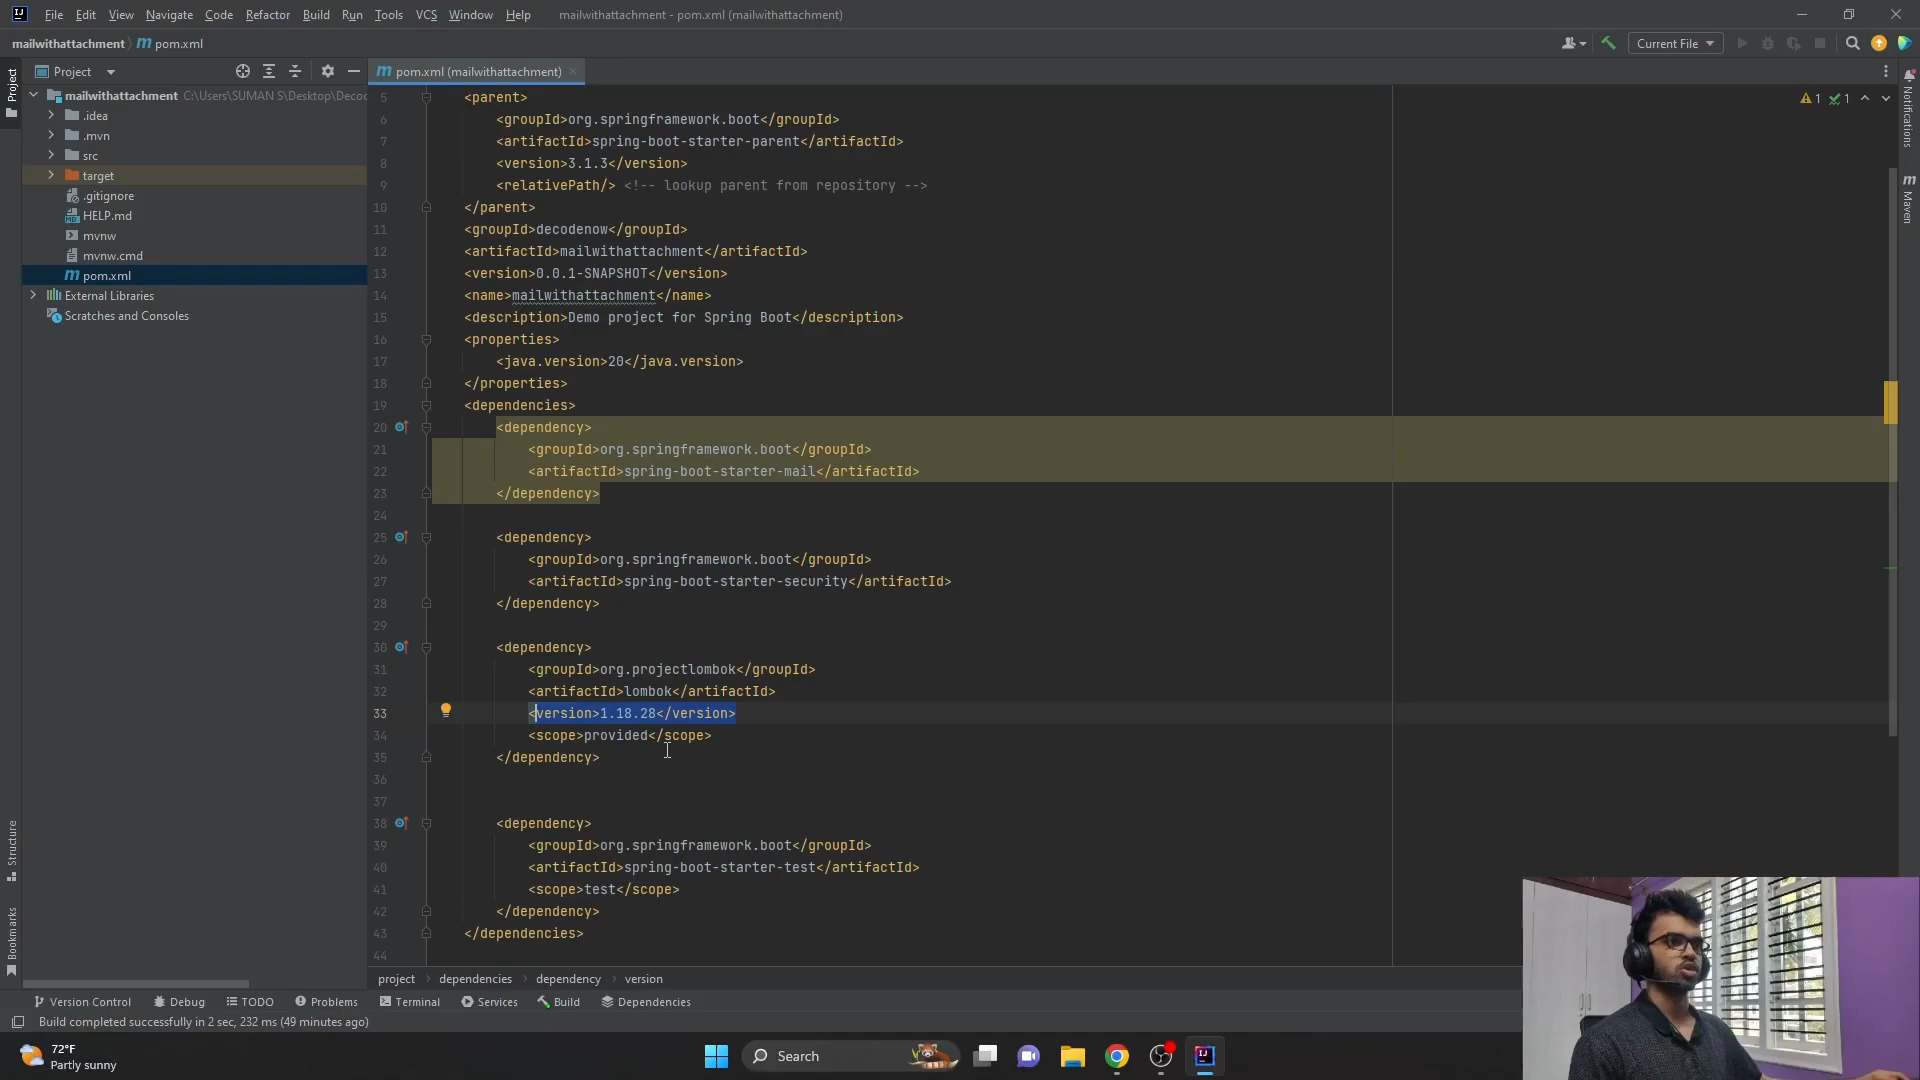 File Edit View Navigate Code Refactor Build Run Tools VCS Window Help mailwithattachment - pom.xml (mailwithattachment)
mailwithattachment pom.xml Current File
Project pom.xml (mailwithattachment)
mailwithattachment C:\Users\SUMAN S\Desktop\Decod
.idea
.mvn
src
target
.gitignore
HELP.md
mvnw
mvnw.cmd
pom.xml
External Libraries
Scratches and Consoles
Project
Structure
Bookmarks
Notifications
Maven
1 1
5 <parent>
6 <groupId>org.springframework.boot</groupId>
7 <artifactId>spring-boot-starter-parent</artifactId>
8 <version>3.1.3</version>
9 <relativePath/> <!-- lookup parent from repository -->
10 </parent>
11 <groupId>decodenow</groupId>
12 <artifactId>mailwithattachment</artifactId>
13 <version>0.0.1-SNAPSHOT</version>
14 <name>mailwithattachment</name>
15 <description>Demo project for Spring Boot</description>
16 <properties>
17 <java.version>20</java.version>
18 </properties>
19 <dependencies>
20 <dependency>
21 <groupId>org.springframework.boot</groupId>
22 <artifactId>spring-boot-starter-mail</artifactId>
23 </dependency>
24
25 <dependency>
26 <groupId>org.springframework.boot</groupId>
27 <artifactId>spring-boot-starter-security</artifactId>
28 </dependency>
29
30 <dependency>
31 <groupId>org.projectlombok</groupId>
32 <artifactId>lombok</artifactId>
33 <version>1.18.28</version>
34 <scope>provided</scope>
35 </dependency>
36
37
38 <dependency>
39 <groupId>org.springframework.boot</groupId>
40 <artifactId>spring-boot-starter-test</artifactId>
41 <scope>test</scope>
42 </dependency>
43 </dependencies>
44
project dependencies dependency version
Version Control Debug TODO Problems Terminal Services Build Dependencies
Build completed successfully in 2 sec, 232 ms (49 minutes ago)
72°F
Partly sunny
Search